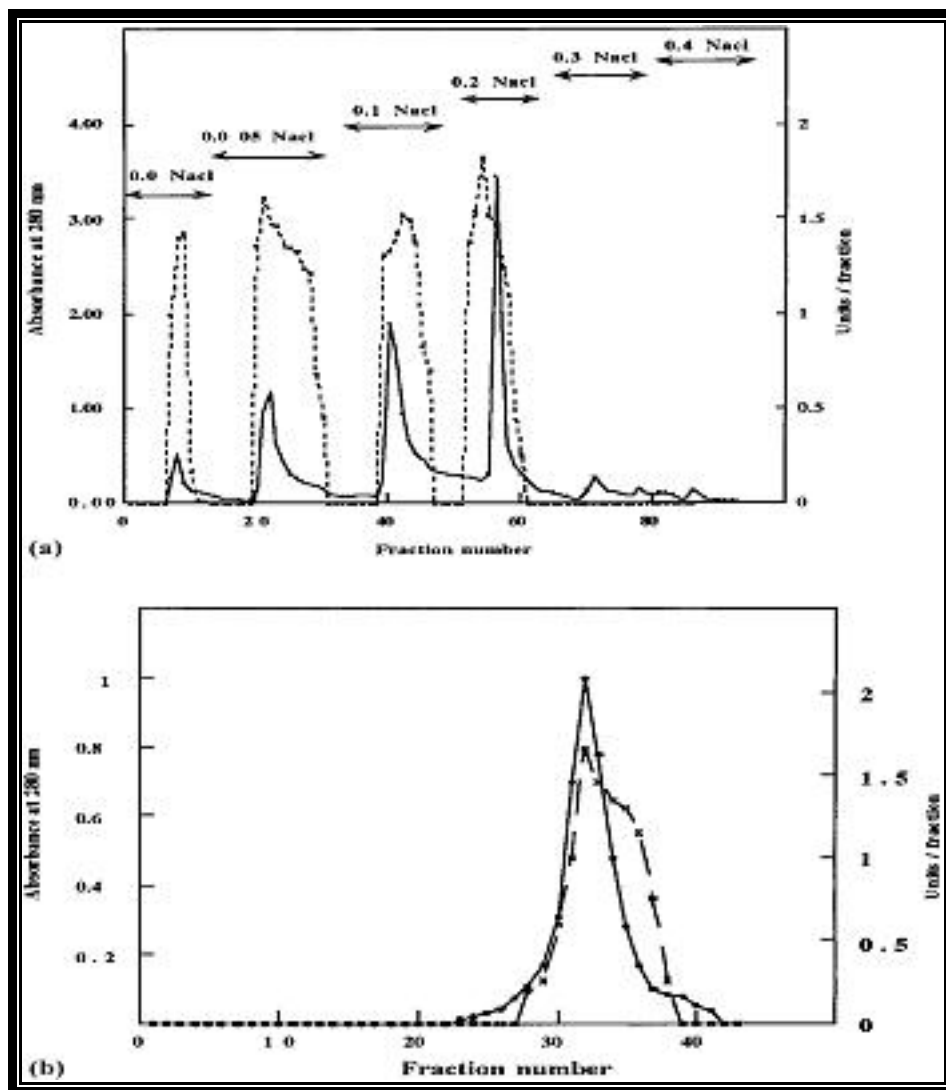 0.4 Nacl
0.3 Nacl
0.2 Nacl
0.1 Nacl
0.0 05 Nacl
0.0 Nacl
4.00
3.00
2.00
1.00
0.00
Absorbance at 280 nm
2
1.5
1
0.5
0
Units / fraction
0
2 0
40
60
80
Fraction number
(a)
1
0.8
0.6
0.4
0.2
Absorbance at 280 nm
2
1.5
1
0.5
0
Units / fraction
0
1 0
20
30
40
Fraction number
(b)